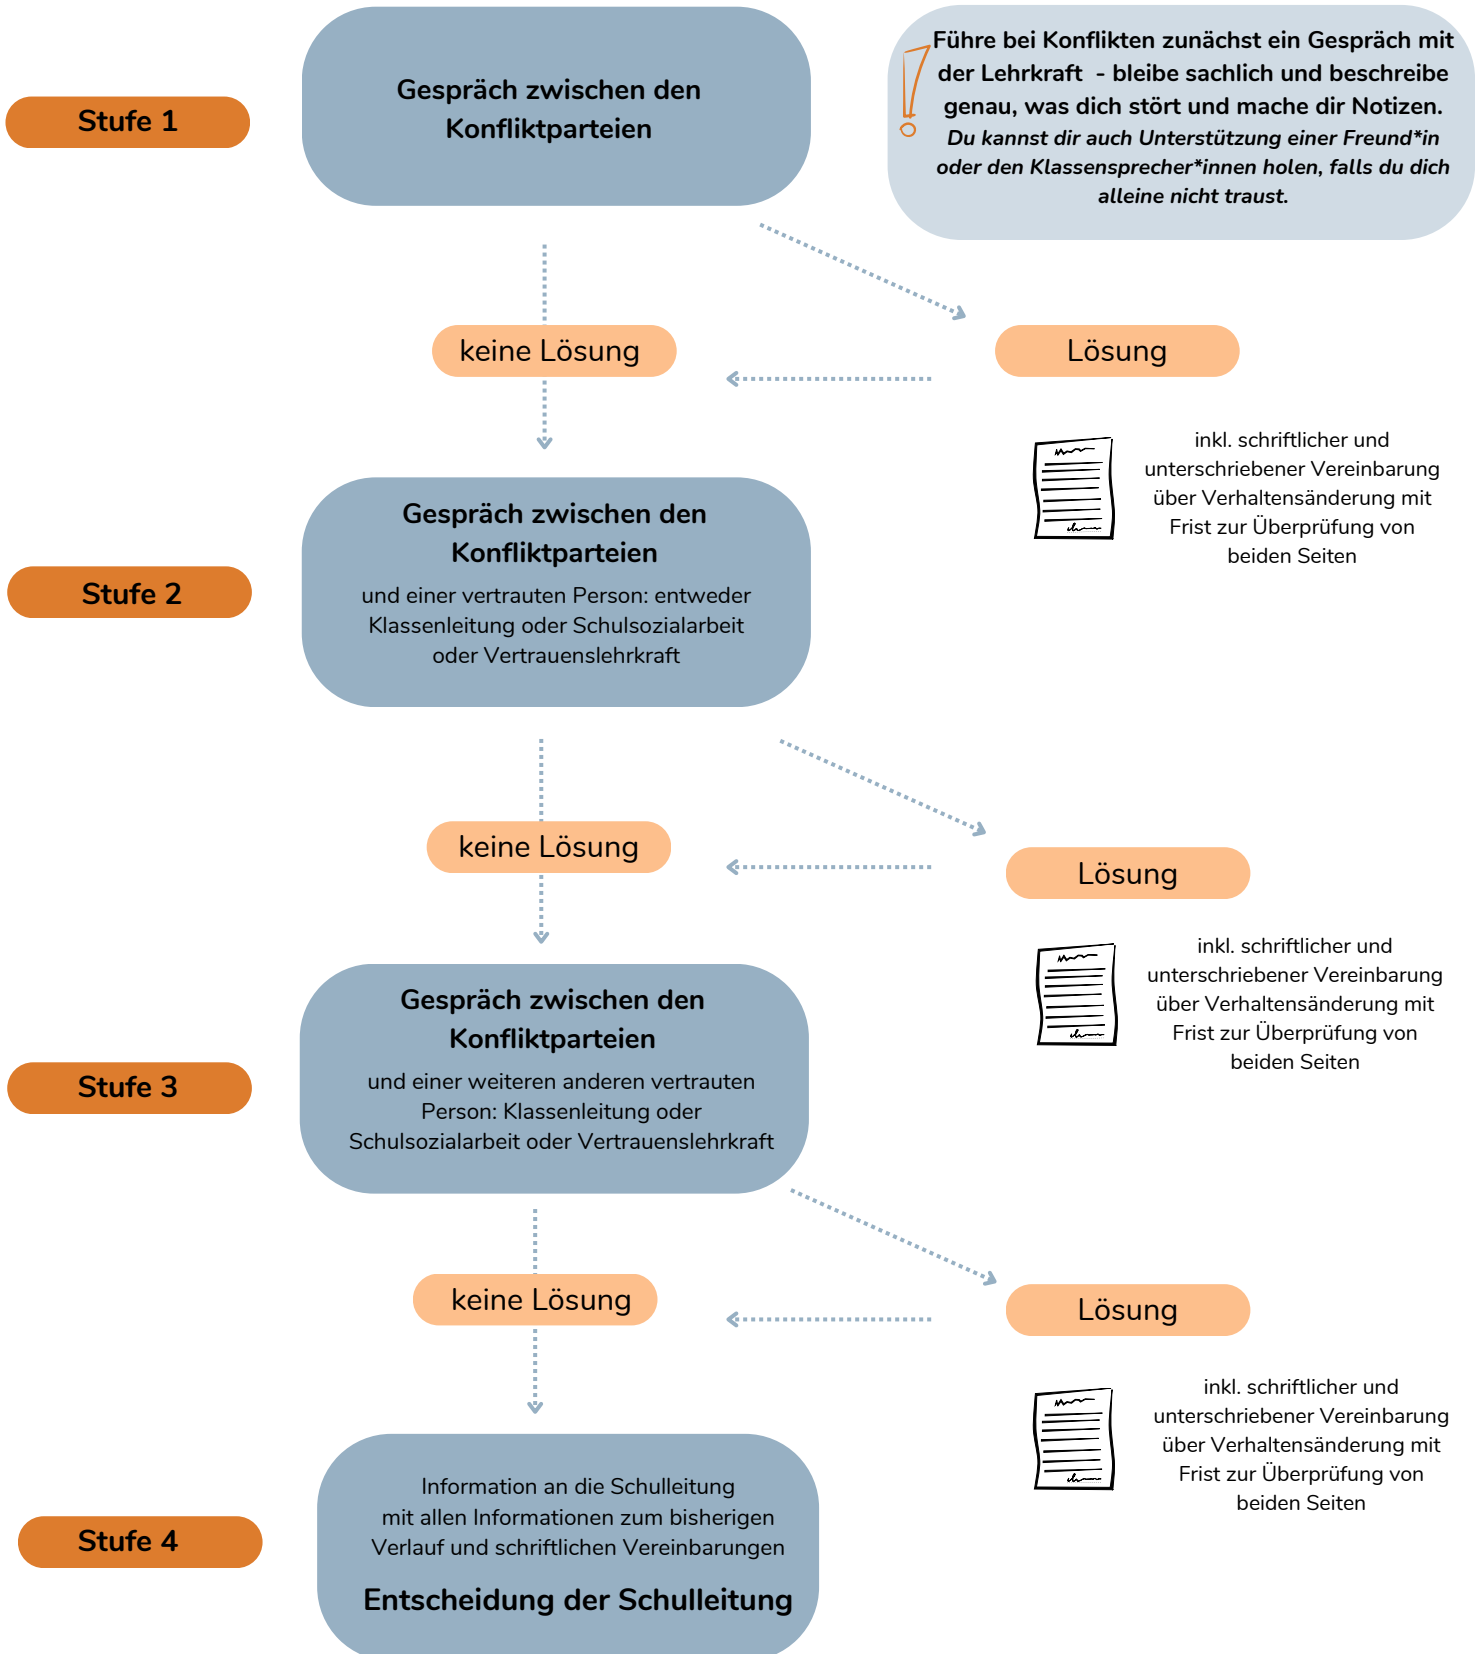 Stufe 1
Gespräch zwischen den
Konfliktparteien
Führe bei Konflikten zunächst ein Gespräch mit
der Lehrkraft - bleibe sachlich und beschreibe
genau, was dich stört und mache dir Notizen.
Du kannst dir auch Unterstützung einer Freund*in
oder den Klassensprecher*innen holen, falls du dich
alleine nicht traust.
keine Lösung
Lösung
inkl. schriftlicher und
unterschriebener Vereinbarung
über Verhaltensänderung mit
Frist zur Überprüfung von
beiden Seiten
Stufe 2
Gespräch zwischen den
Konfliktparteien
und einer vertrauten Person: entweder
Klassenleitung oder Schulsozialarbeit
oder Vertrauenslehrkraft
keine Lösung
Lösung
inkl. schriftlicher und
unterschriebener Vereinbarung
über Verhaltensänderung mit
Frist zur Überprüfung von
beiden Seiten
Stufe 3
Gespräch zwischen den
Konfliktparteien
und einer weiteren anderen vertrauten
Person: Klassenleitung oder
Schulsozialarbeit oder Vertrauenslehrkraft
keine Lösung
Lösung
inkl. schriftlicher und
unterschriebener Vereinbarung
über Verhaltensänderung mit
Frist zur Überprüfung von
beiden Seiten
Stufe 4
Information an die Schulleitung
mit allen Informationen zum bisherigen
Verlauf und schriftlichen Vereinbarungen
Entscheidung der Schulleitung